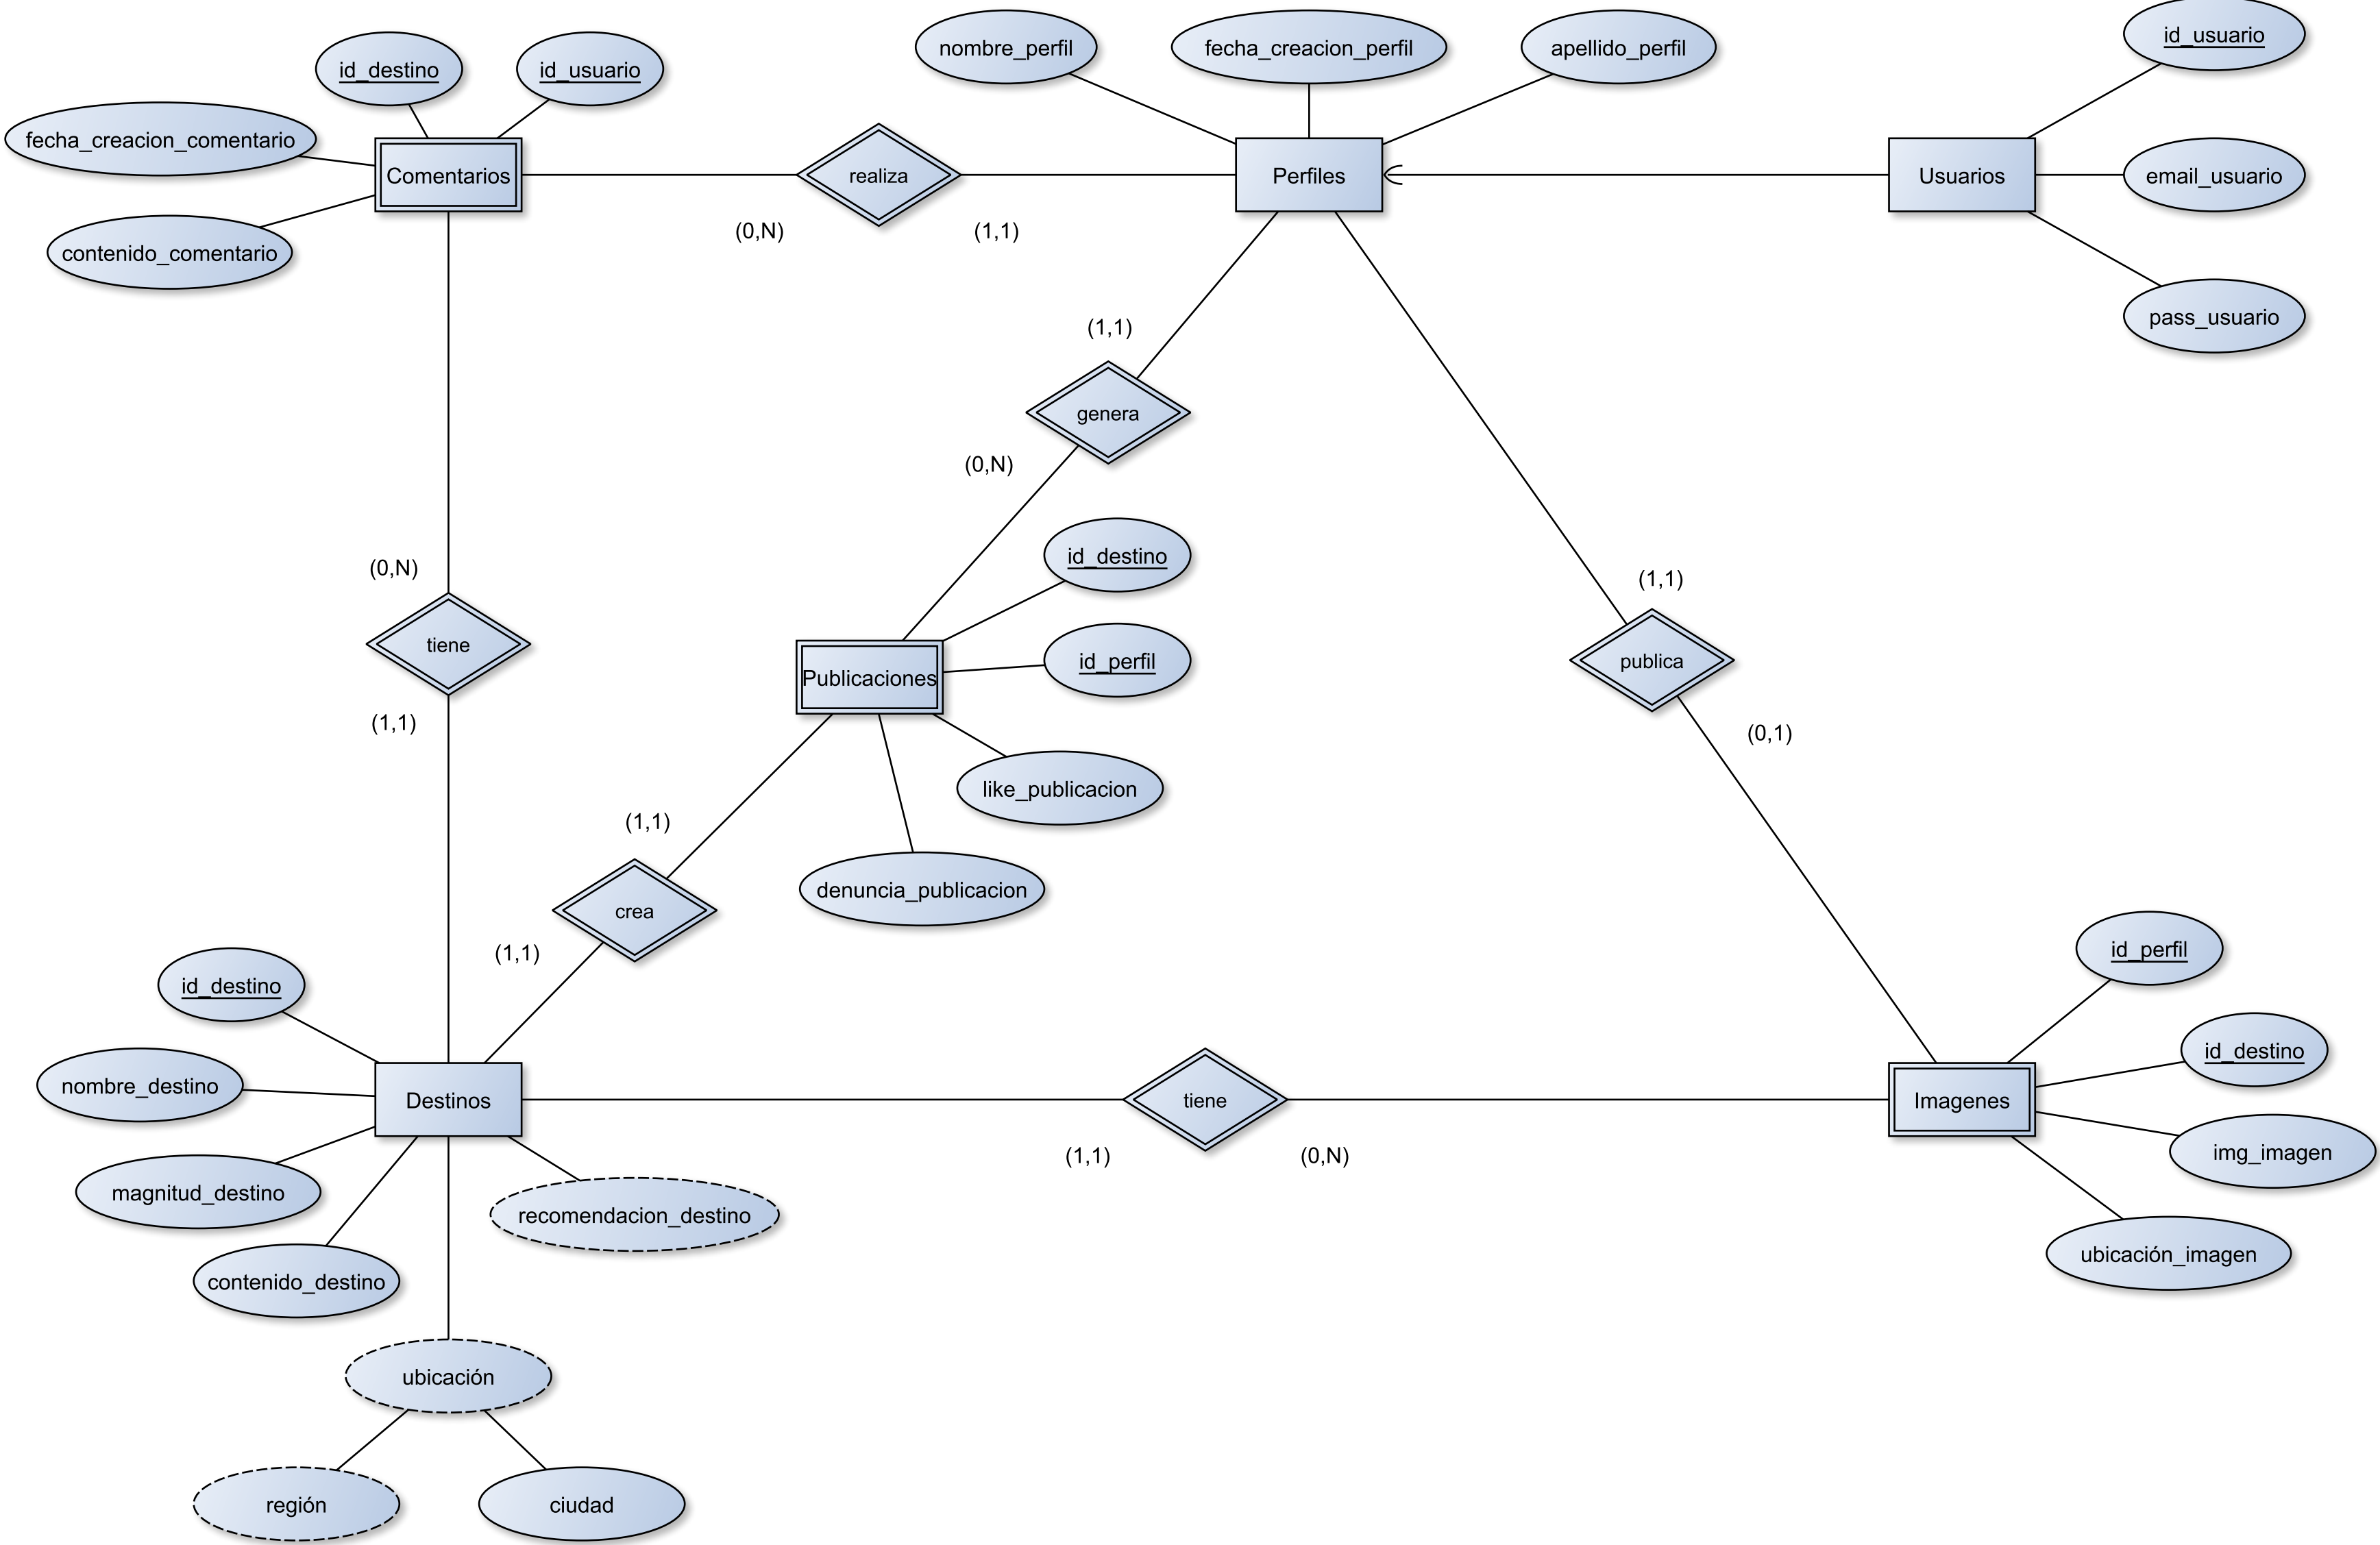 id_usuario
nombre_perfil
fecha_creacion_perfil
apellido_perfil
id_destino
id_usuario
fecha_creacion_comentario
Comentarios
realiza
Perfiles
Usuarios
email_usuario
(0,N)
(1,1)
contenido_comentario
pass_usuario
(1,1)
genera
(0,N)
id_destino
(0,N)
(1,1)
tiene
id_perfil
publica
Publicaciones
(1,1)
(0,1)
like_publicacion
(1,1)
denuncia_publicacion
crea
(1,1)
id_perfil
id_destino
id_destino
nombre_destino
Destinos
tiene
Imagenes
(1,1)
(0,N)
img_imagen
magnitud_destino
recomendacion_destino
ubicación_imagen
contenido_destino
ubicación
región
ciudad